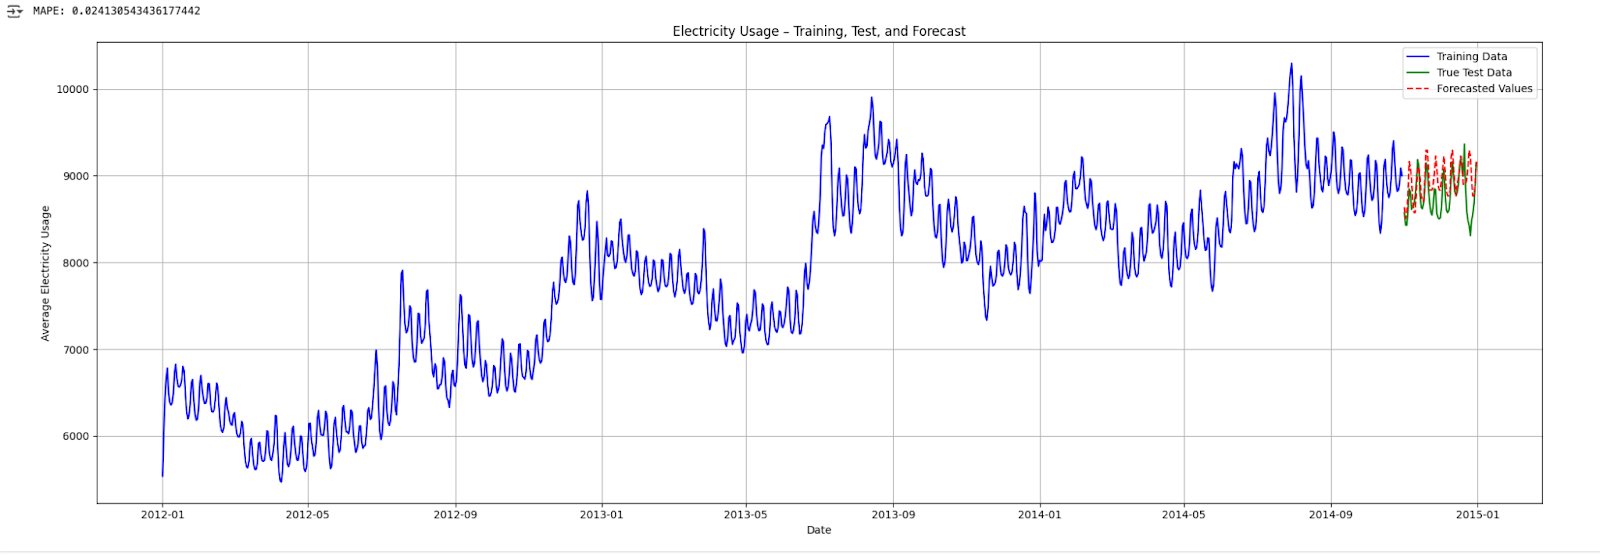 MAPE: 0.024130543436177442
Electricity Usage – Training, Test, and Forecast
Training Data
True Test Data
Forecasted Values
10000
9000
8000
7000
6000
Average Electricity Usage
2012-01
2012-05
2012-09
2013-01
2013-05
2013-09
2014-01
2014-05
2014-09
2015-01
Date